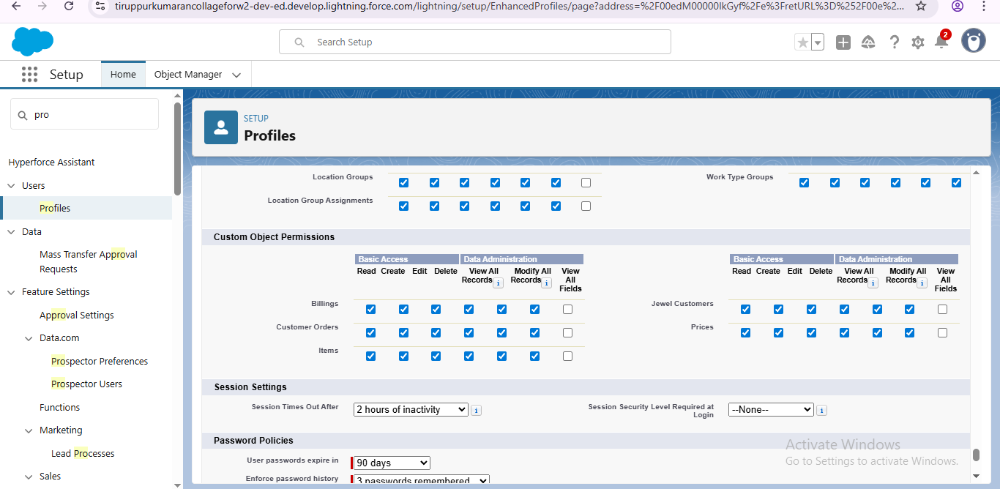 tiruppurkumarancollageforw2-dev-ed.develop.lightning.force.com/lightning/setup/EnhancedProfiles/page?address=%2F00edM00000IkGyf%2Fe%3FretURL%3D%252F00e%2...
Search Setup
2
Setup
Home
Object Manager
pro
Hyperforce Assistant
Users
Profiles
Data
Mass Transfer Approval
Requests
Feature Settings
Approval Settings
Data.com
Prospector Preferences
Prospector Users
Functions
Marketing
Lead Processes
Sales
SETUP
Profiles
Location Groups
Work Type Groups
Location Group Assignments
Custom Object Permissions
Basic Access Data Administration
Read Create Edit Delete View All Records i Modify All Records i View All Fields
Basic Access Data Administration
Read Create Edit Delete View All Records i Modify All Records i View All Fields
Billings
Jewel Customers
Customer Orders
Prices
Items
Session Settings
Session Times Out After 2 hours of inactivity i
Session Security Level Required at
Login
--None-- i
Password Policies
User passwords expire in 90 days
Enforce password history 3 passwords remembered
Activate Windows
Go to Settings to activate Windows.